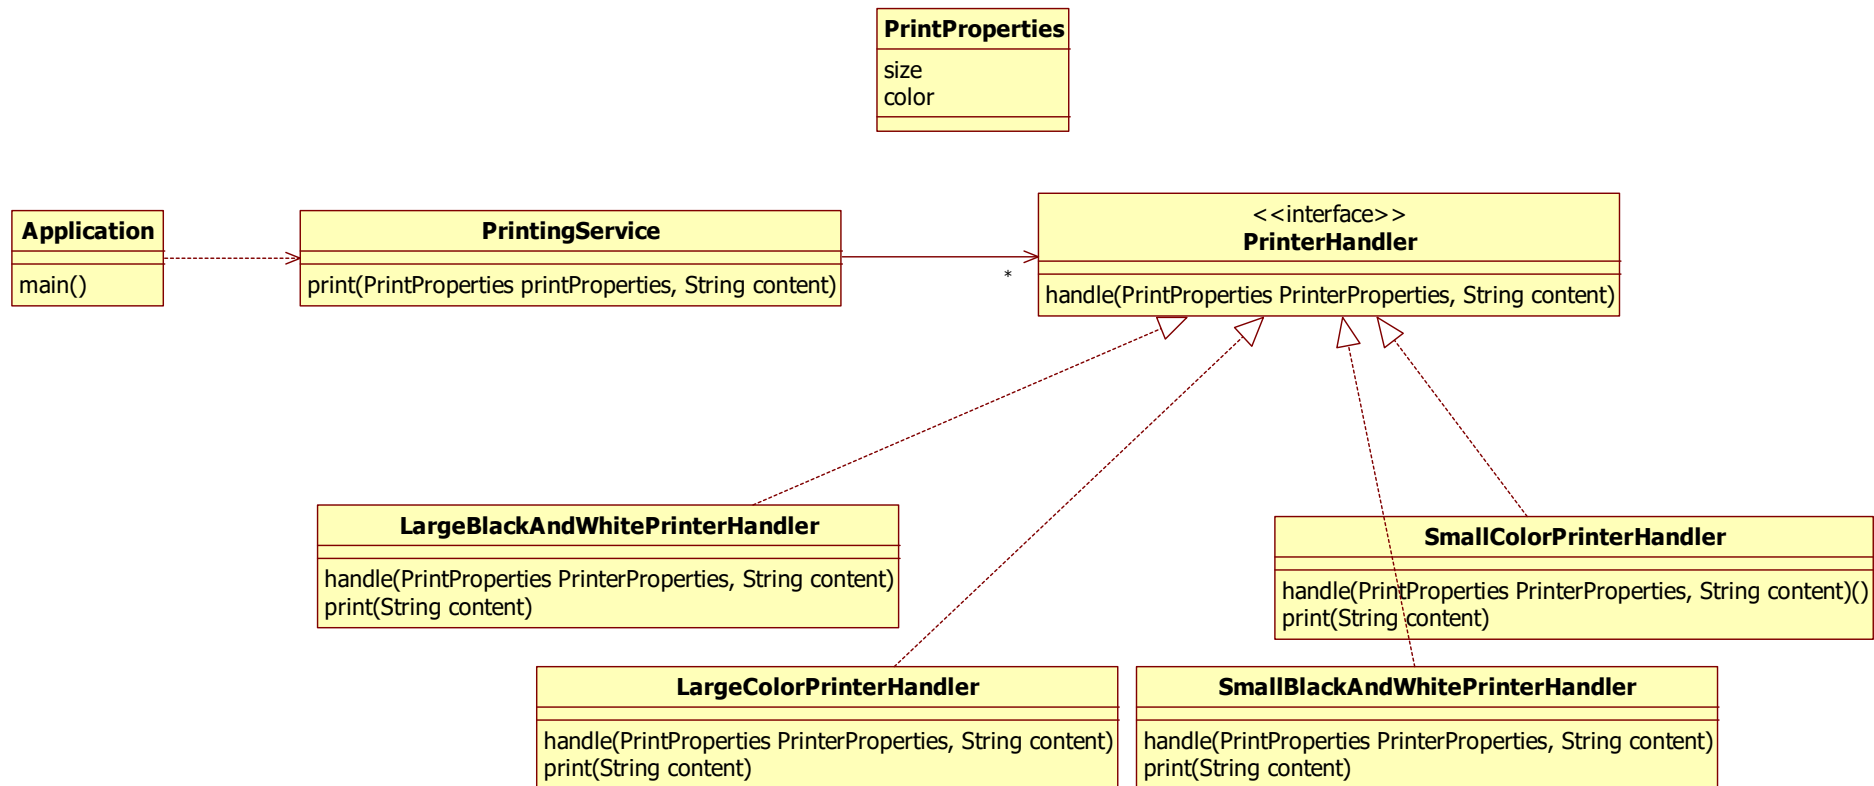 PrintProperties
size
color
Application
main()
PrintingService
print(PrintProperties printProperties, String content)
*
<<interface>>
PrinterHandler
handle(PrintProperties PrinterProperties, String content)
LargeBlackAndWhitePrinterHandler
handle(PrintProperties PrinterProperties, String content)
print(String content)
SmallColorPrinterHandler
handle(PrintProperties PrinterProperties, String content)()
print(String content)
LargeColorPrinterHandler
handle(PrintProperties PrinterProperties, String content)
print(String content)
SmallBlackAndWhitePrinterHandler
handle(PrintProperties PrinterProperties, String content)
print(String content)